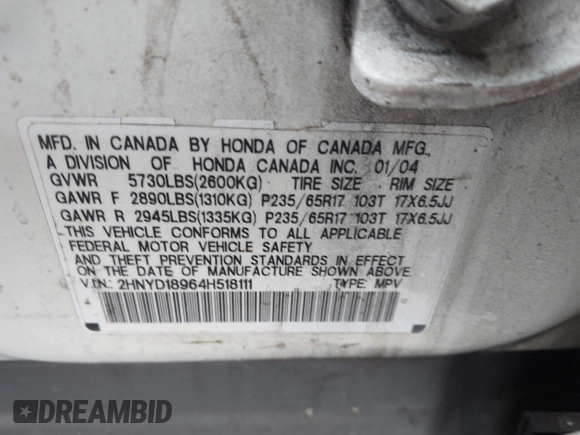 MFD. IN CANADA BY HONDA OF CANADA MFG.,
A DIVISION OF HONDA CANADA INC. 01/04
GVWR 5730LBS(2600KG) TIRE SIZE RIM SIZE
GAWR F 2890LBS(1310KG) P235/65R17 103T 17X6.5JJ
GAWR R 2945LBS(1335KG) P235/65R17 103T 17X6.5JJ
THIS VEHICLE CONFORMS TO ALL APPLICABLE
FEDERAL MOTOR VEHICLE SAFETY
AND THEFT PREVENTION STANDARDS IN EFFECT
ON THE DATE OF MANUFACTURE SHOWN ABOVE.
V.I.N.: 2HNYD18964H518111 TYPE: MPV
DREAMBID